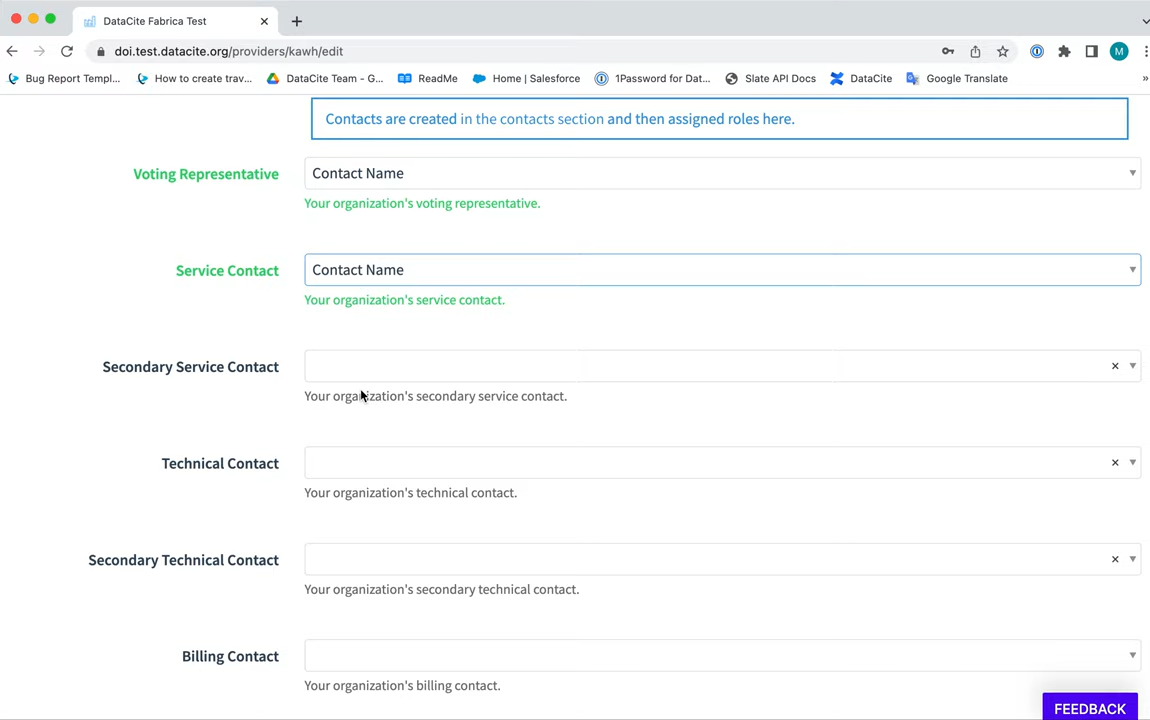 DataCite Fabrica Test
doi.test.datacite.org/providers/kawh/edit
M
Bug Report Templ...
How to create trav...
DataCite Team - G...
ReadMe
Home | Salesforce
1Password for Dat...
Slate API Docs
DataCite
Google Translate
Contacts are created in the contacts section and then assigned roles here.
Voting Representative
Contact Name
Your organization's voting representative.
Service Contact
Contact Name
Your organization's service contact.
Secondary Service Contact
Your organization's secondary service contact.
Technical Contact
Your organization's technical contact.
Secondary Technical Contact
Your organization's secondary technical contact.
Billing Contact
Your organization's billing contact.
FEEDBACK